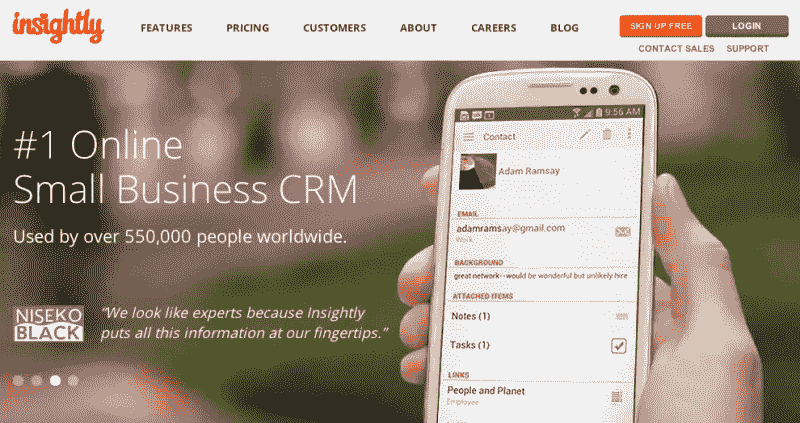 insightly
FEATURES
PRICING
CUSTOMERS
ABOUT
CAREERS
BLOG
SIGN UP FREE
LOGIN
CONTACT SALES
SUPPORT
#1 Online
Small Business CRM
Used by over 550,000 people worldwide.
NISEKO
BLACK
“We look like experts because Insightly
puts all this information at our fingertips.”
9:56 AM
Contact
Adam Ramsay
EMAIL
adamramsay@gmail.com
Work
BACKGROUND
great network - would be wonderful but unlikely hire
ATTACHED ITEMS
Notes (1)
Tasks (1)
LINKS
People and Planet
Employee